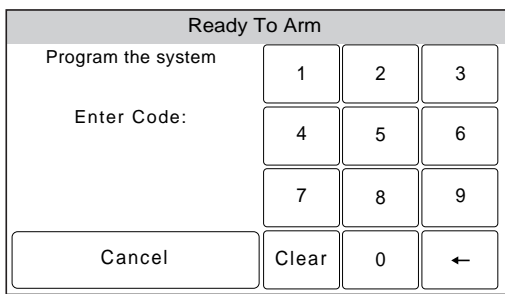 Ready To Arm
Program the system
1 2 3
Enter Code:
4 5 6
7 8 9
Cancel
Clear 0 ←